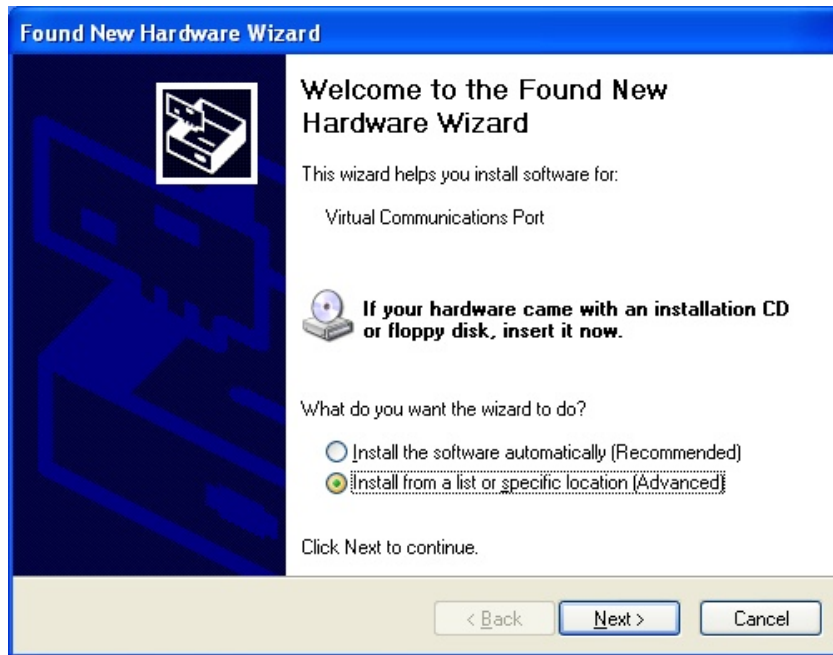 Found New Hardware Wizard
Welcome to the Found New
Hardware Wizard
This wizard helps you install software for:
Virtual Communications Port
If your hardware came with an installation CD
or floppy disk, insert it now.
What do you want the wizard to do?
Install the software automatically (Recommended)
Install from a list or specific location (Advanced)
Click Next to continue.
< Back Next > Cancel